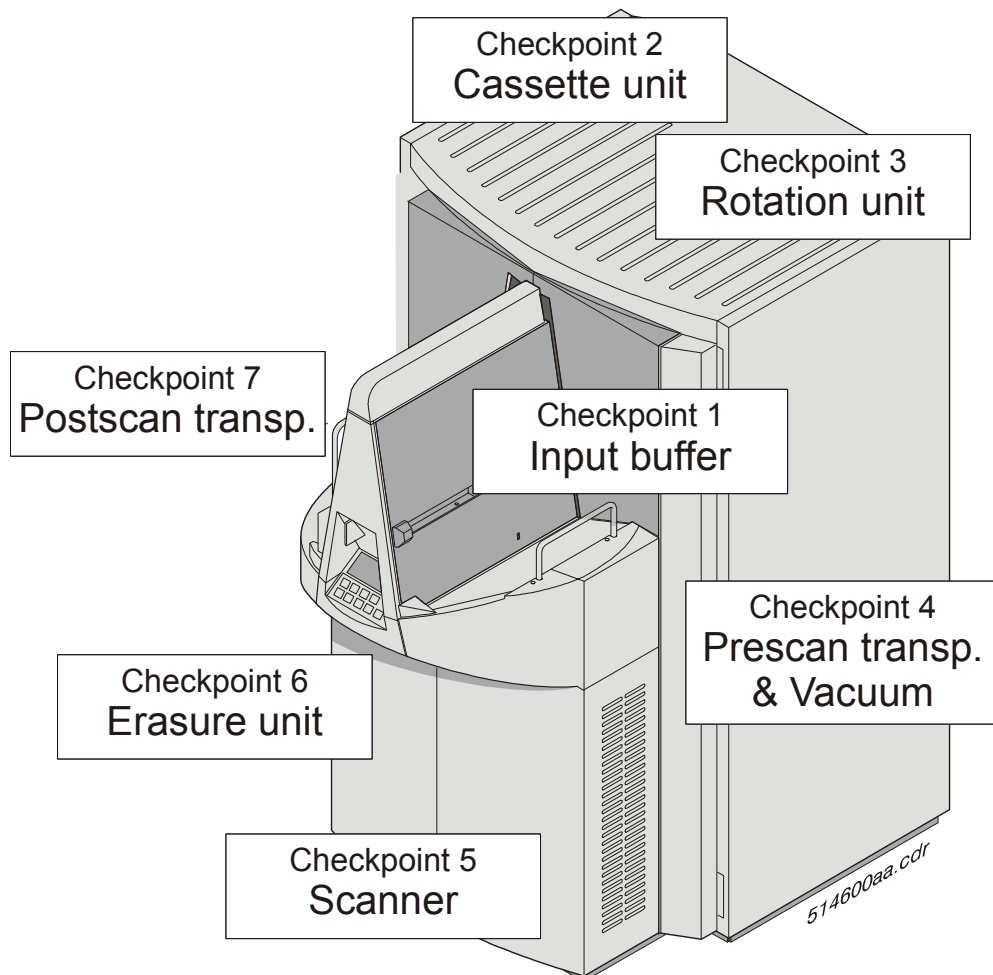 Checkpoint 2
Cassette unit
Checkpoint 3
Rotation unit
Checkpoint 7
Postscan transp.
Checkpoint 1
Input buffer
Checkpoint 4
Prescan transp.
& Vacuum
Checkpoint 6
Erasure unit
Checkpoint 5
Scanner
514600aa.cdr